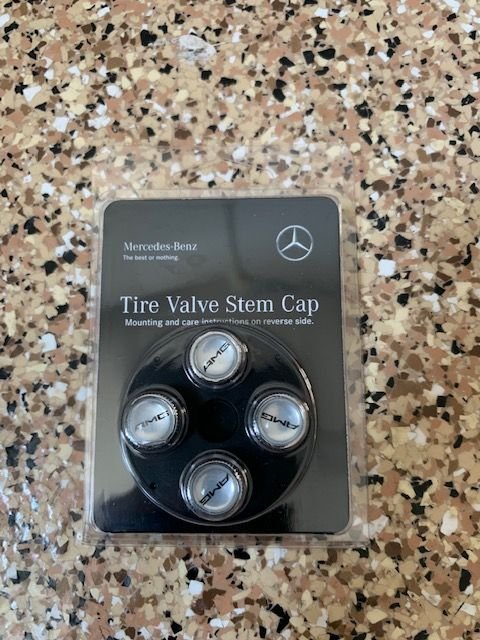 Mercedes-Benz
The best or nothing.
Tire Valve Stem Cap
Mounting and care instructions on reverse side.
AMG
AMG
AMG
AMG